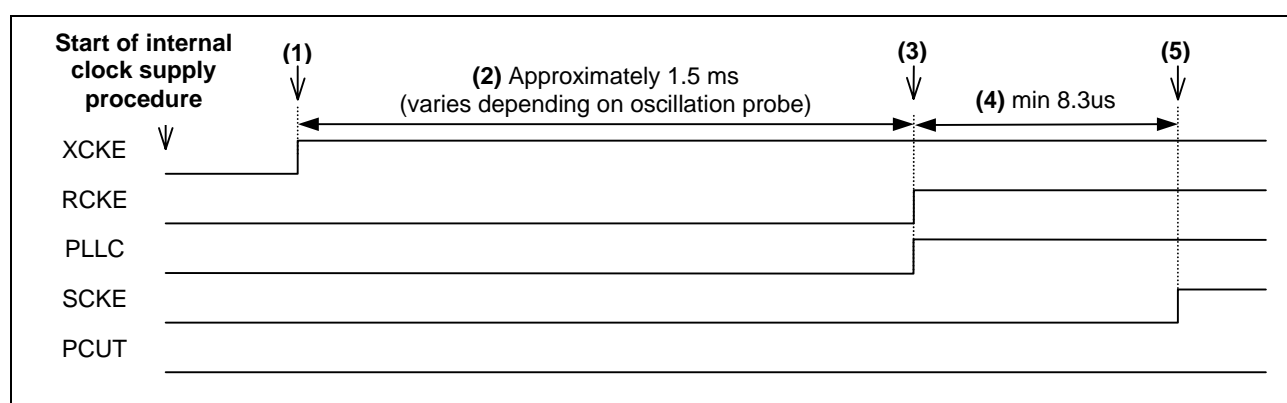 Start of internal
clock supply
procedure
(1)
(2) Approximately 1.5 ms
(varies depending on oscillation probe)
(3)
(4) min 8.3us
(5)
XCKE
RCKE
PLLC
SCKE
PCUT